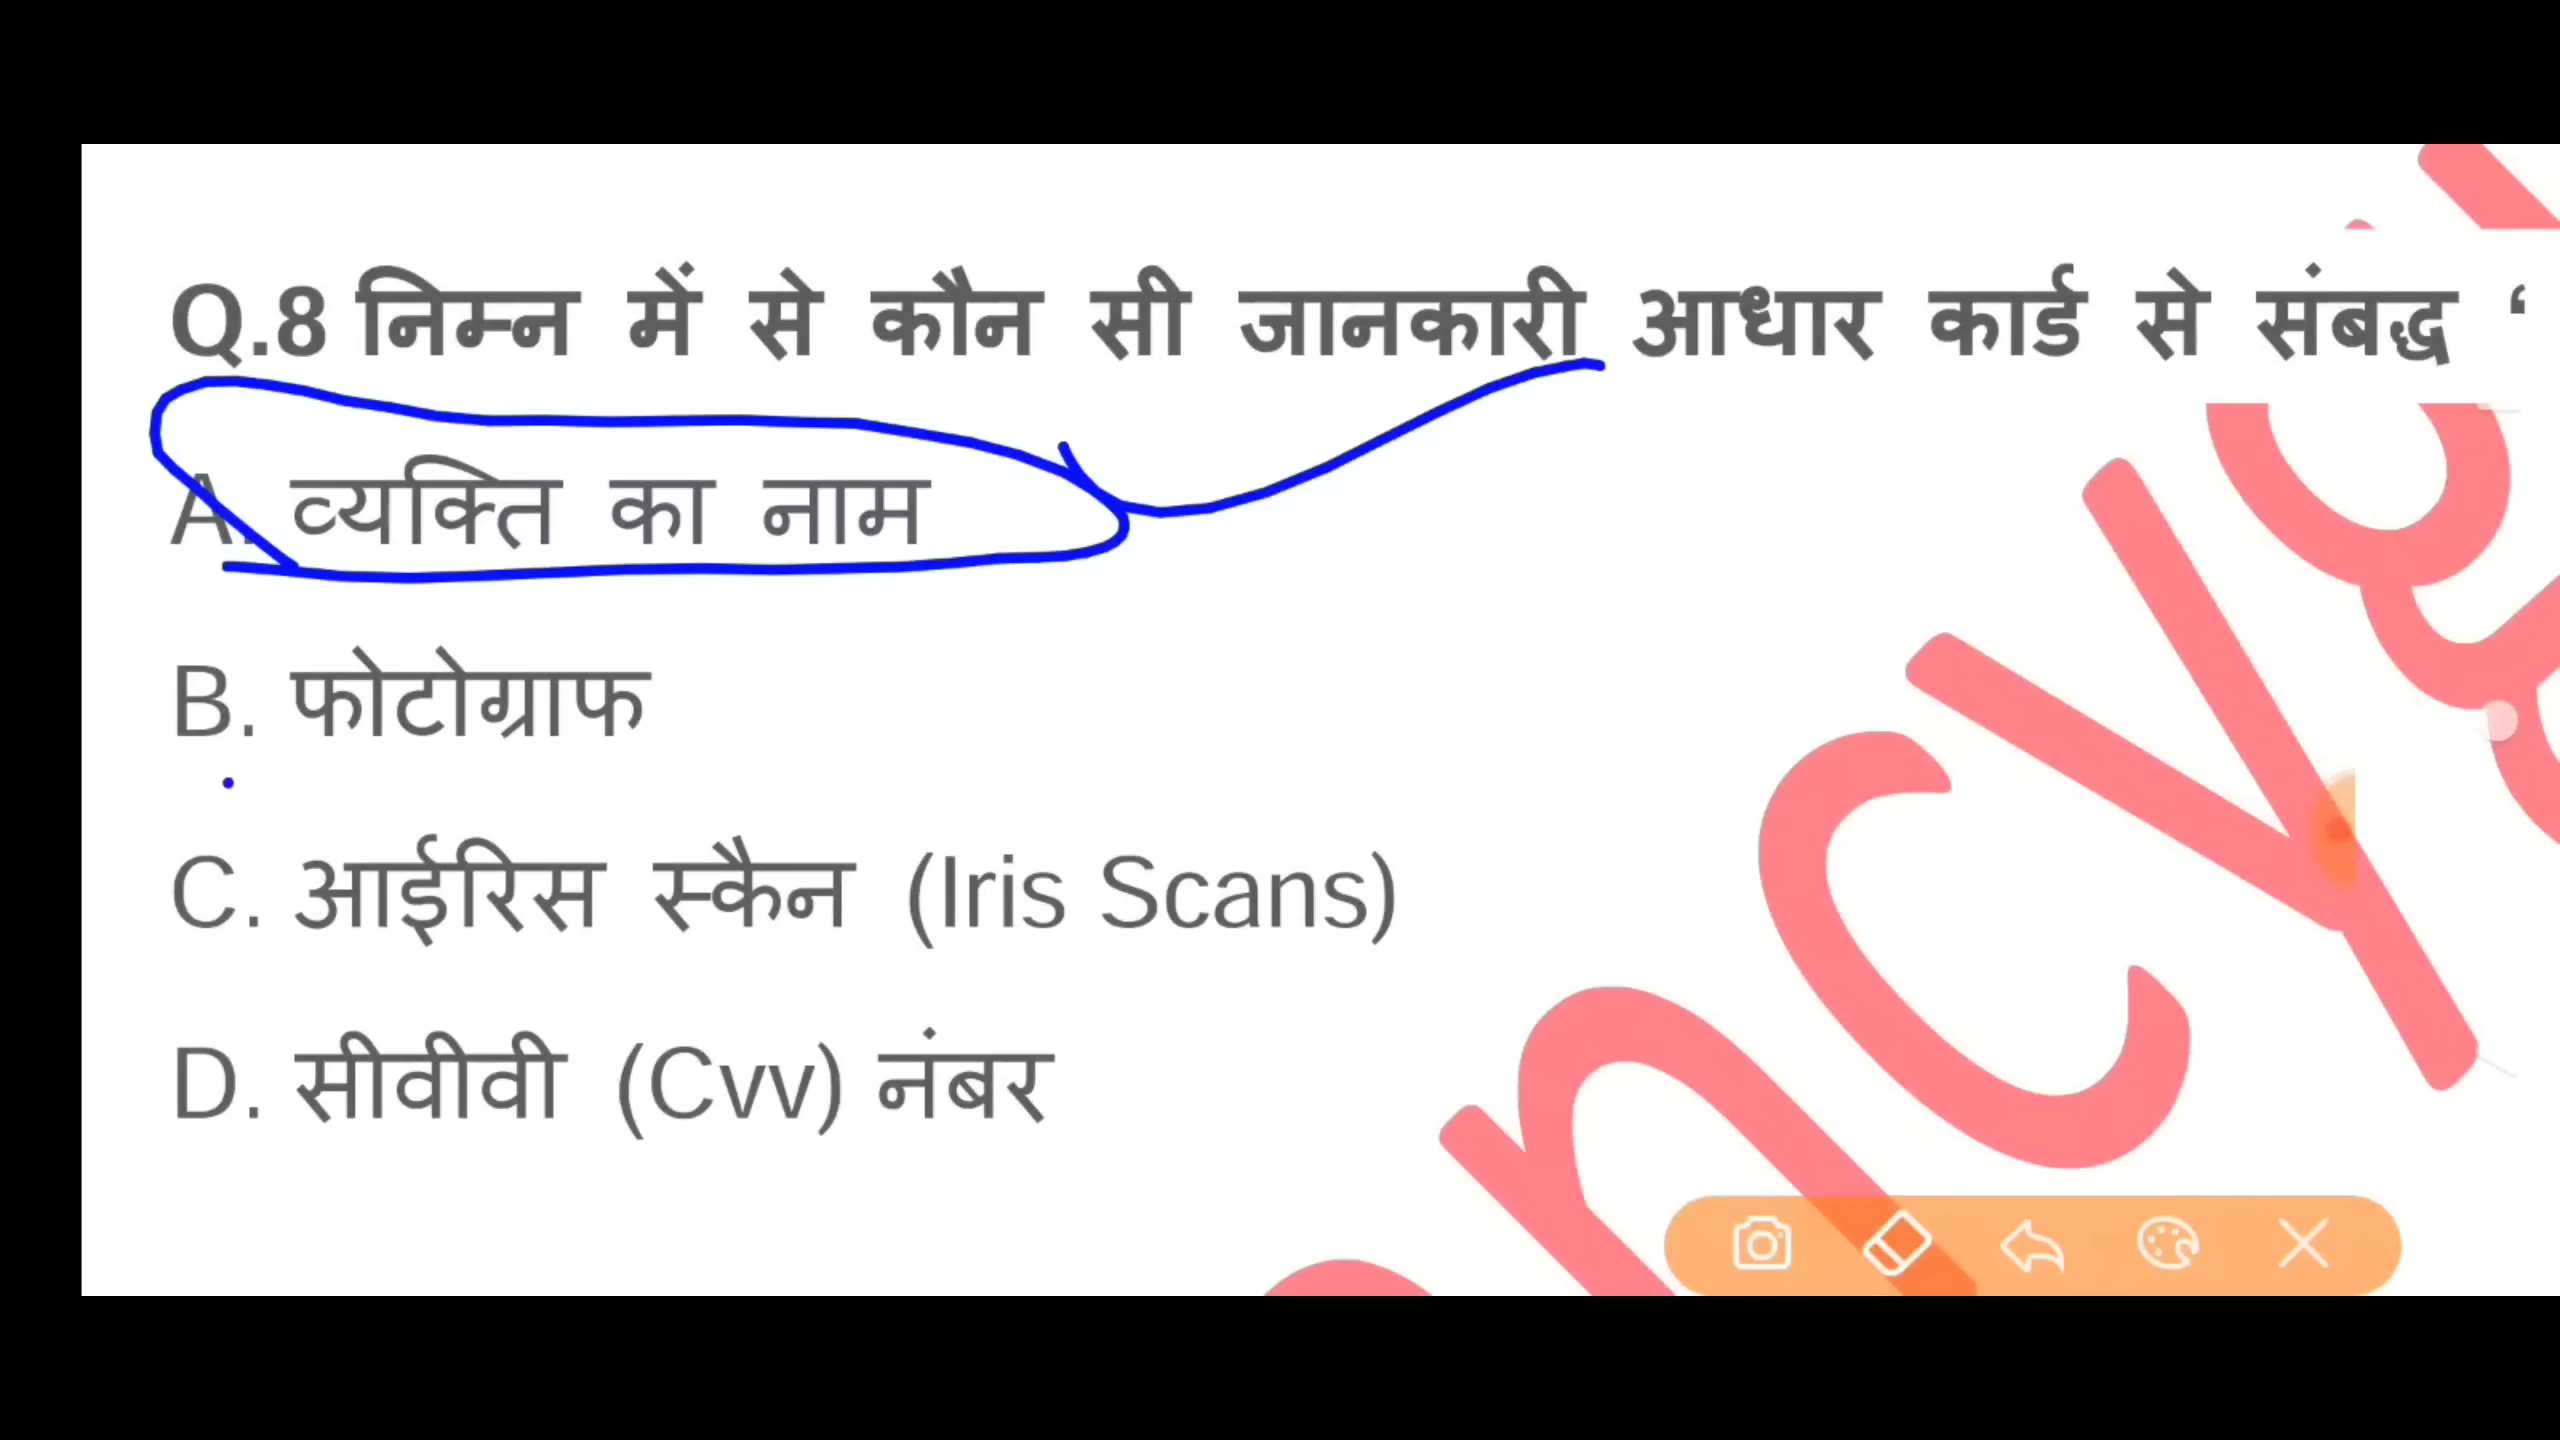 Q.8 निम्न में से कौन सी जानकारी आधार कार्ड से संबद्ध ‘
A. व्यक्ति का नाम
B. फोटोग्राफ
C. आईरिस स्कैन (Iris Scans)
D. सीवीवी (Cvv) नंबर